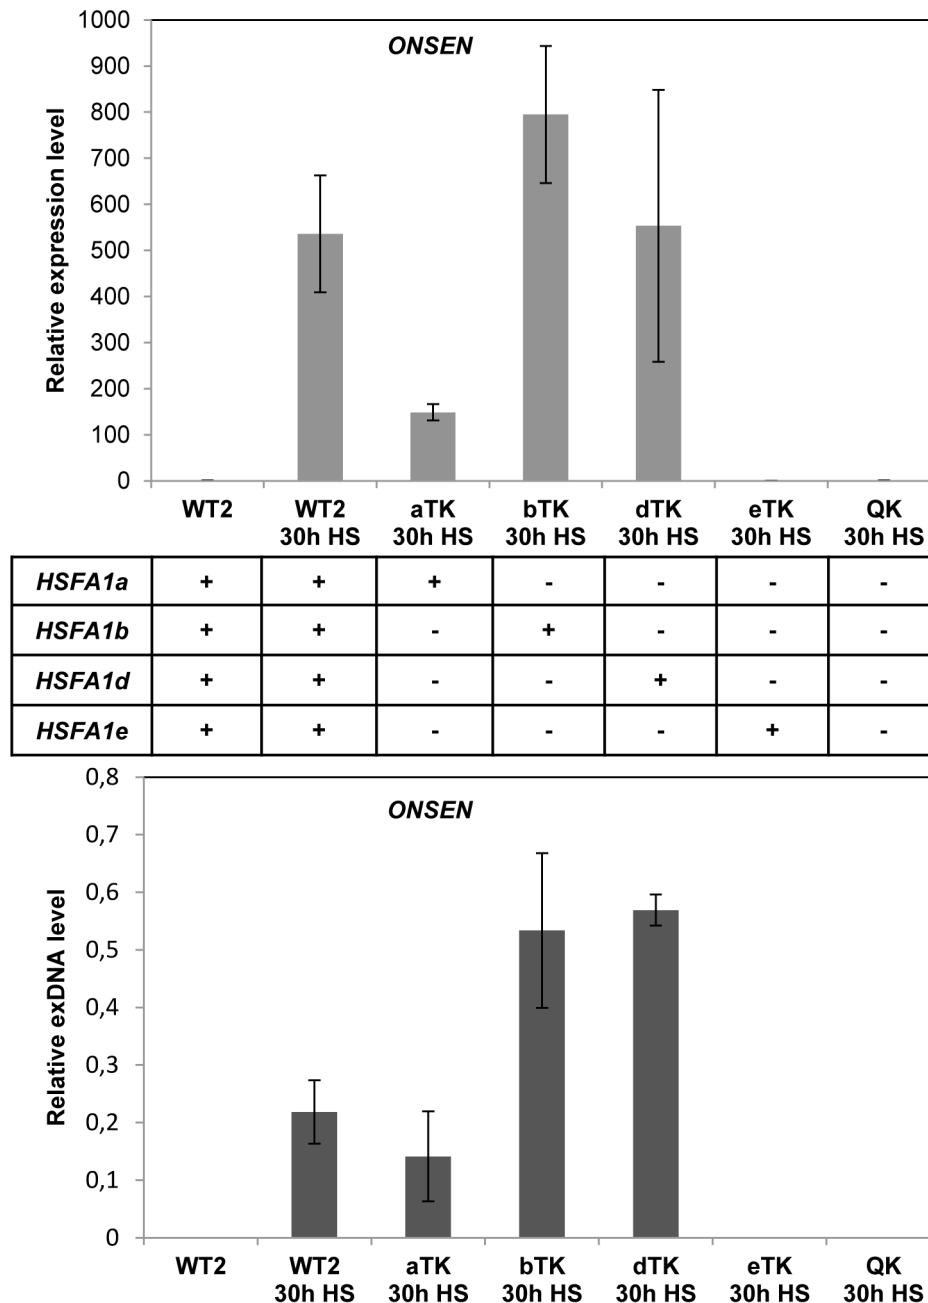 ONSEN
Relative expression level
1000
900
800
700
600
500
400
300
200
100
0
WT2 WT2 aTK bTK dTK eTK QK
30h HS 30h HS 30h HS 30h HS 30h HS 30h HS
HSFA1a + + + - - - -
HSFA1b + + - + - - -
HSFA1d + + - - + - -
HSFA1e + + - - - + -
ONSEN
Relative exDNA level
0,8
0,7
0,6
0,5
0,4
0,3
0,2
0,1
0
WT2 WT2 aTK bTK dTK eTK QK
30h HS 30h HS 30h HS 30h HS 30h HS 30h HS